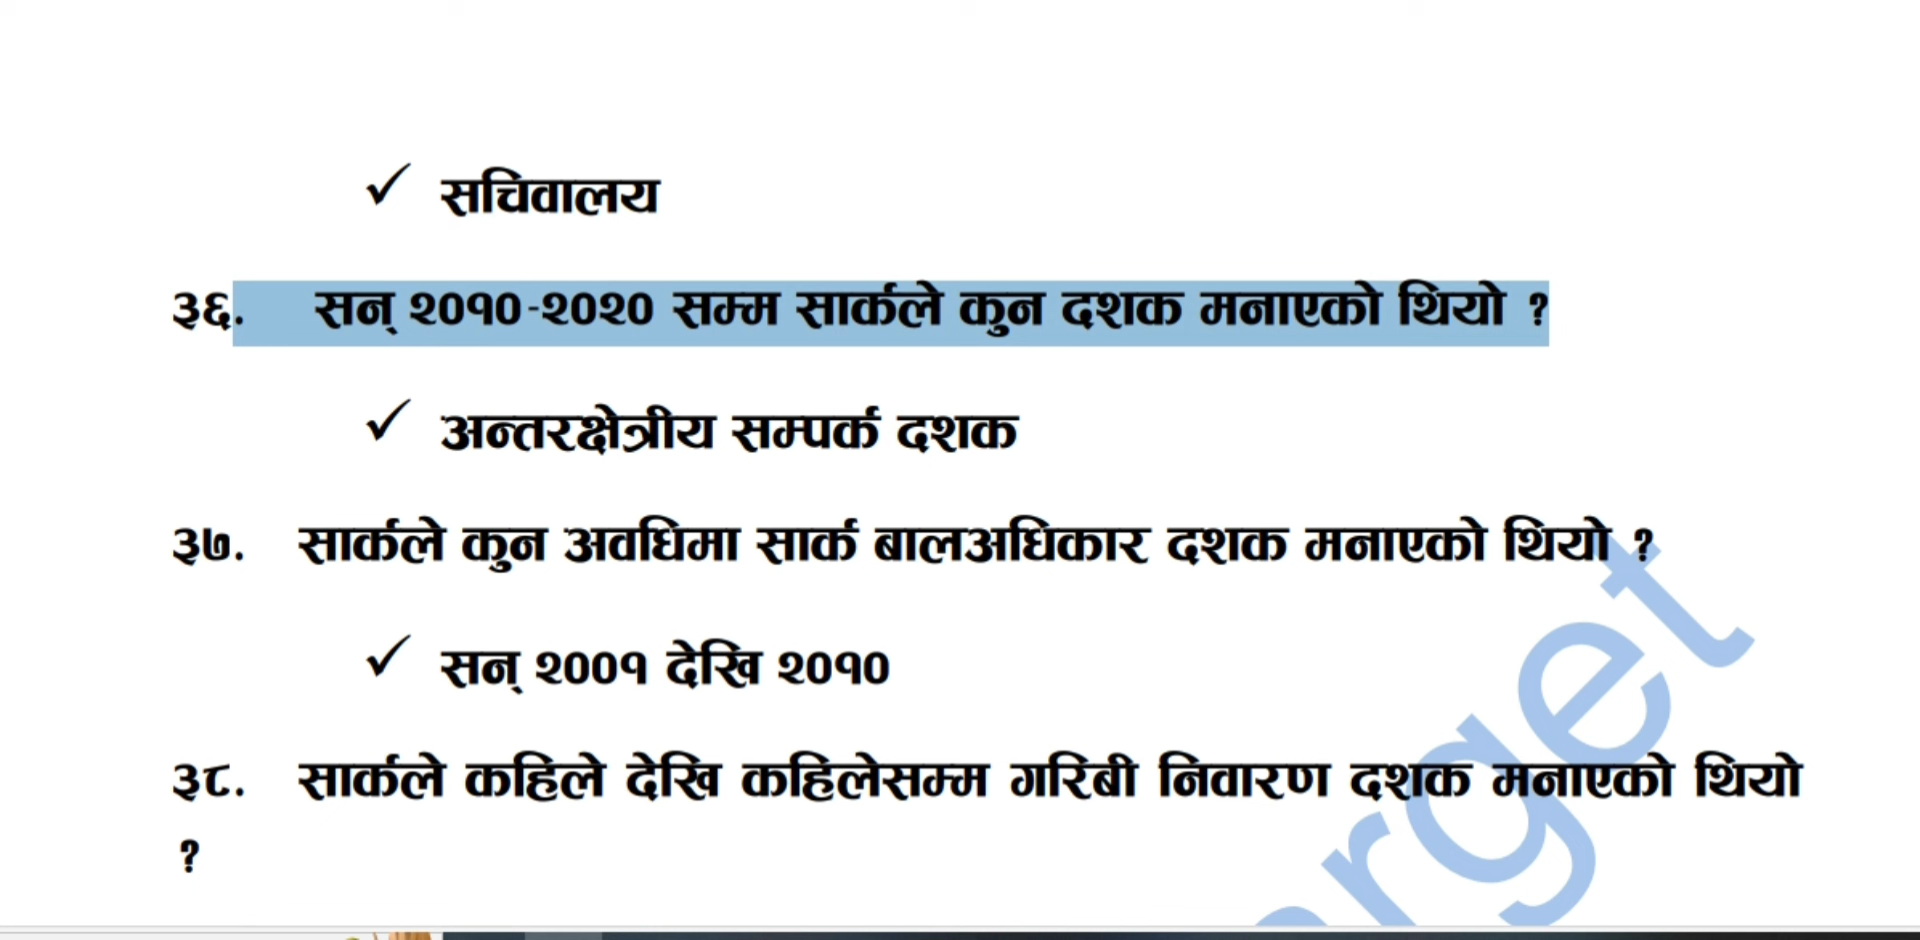 ✓ सचिवालय
३६. सन् २०१०-२०२० सम्म सार्कले कुन दशक मनाएको थियो ?
✓ अन्तरक्षेत्रीय सम्पर्क दशक
३७. सार्कले कुन अवधिमा सार्क बालअधिकार दशक मनाएको थियो ?
✓ सन् २००१ देखि २०१०
३८. सार्कले कहिले देखि कहिलेसम्म गरिबी निवारण दशक मनाएको थियो
?
rget